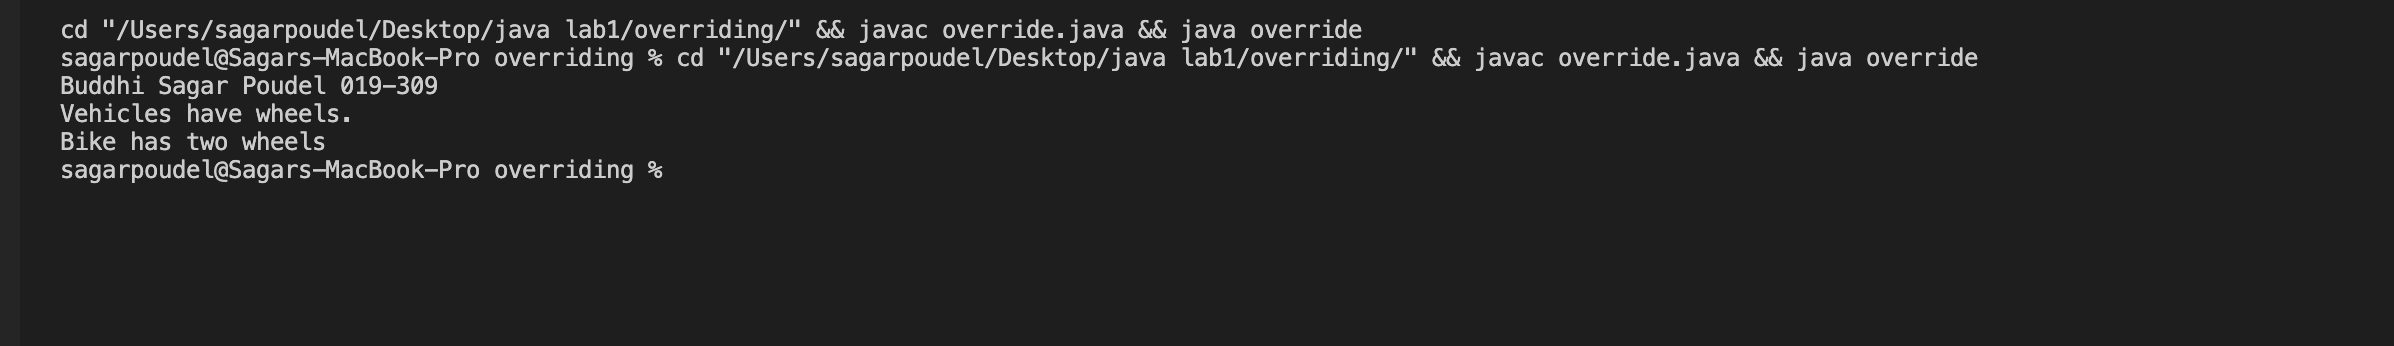 cd "/Users/sagarpoudel/Desktop/java lab1/overriding/" && javac override.java && java override
sagarpoudel@Sagars-MacBook-Pro overriding % cd "/Users/sagarpoudel/Desktop/java lab1/overriding/" && javac override.java && java override
Buddhi Sagar Poudel 019-309
Vehicles have wheels.
Bike has two wheels
sagarpoudel@Sagars-MacBook-Pro overriding %